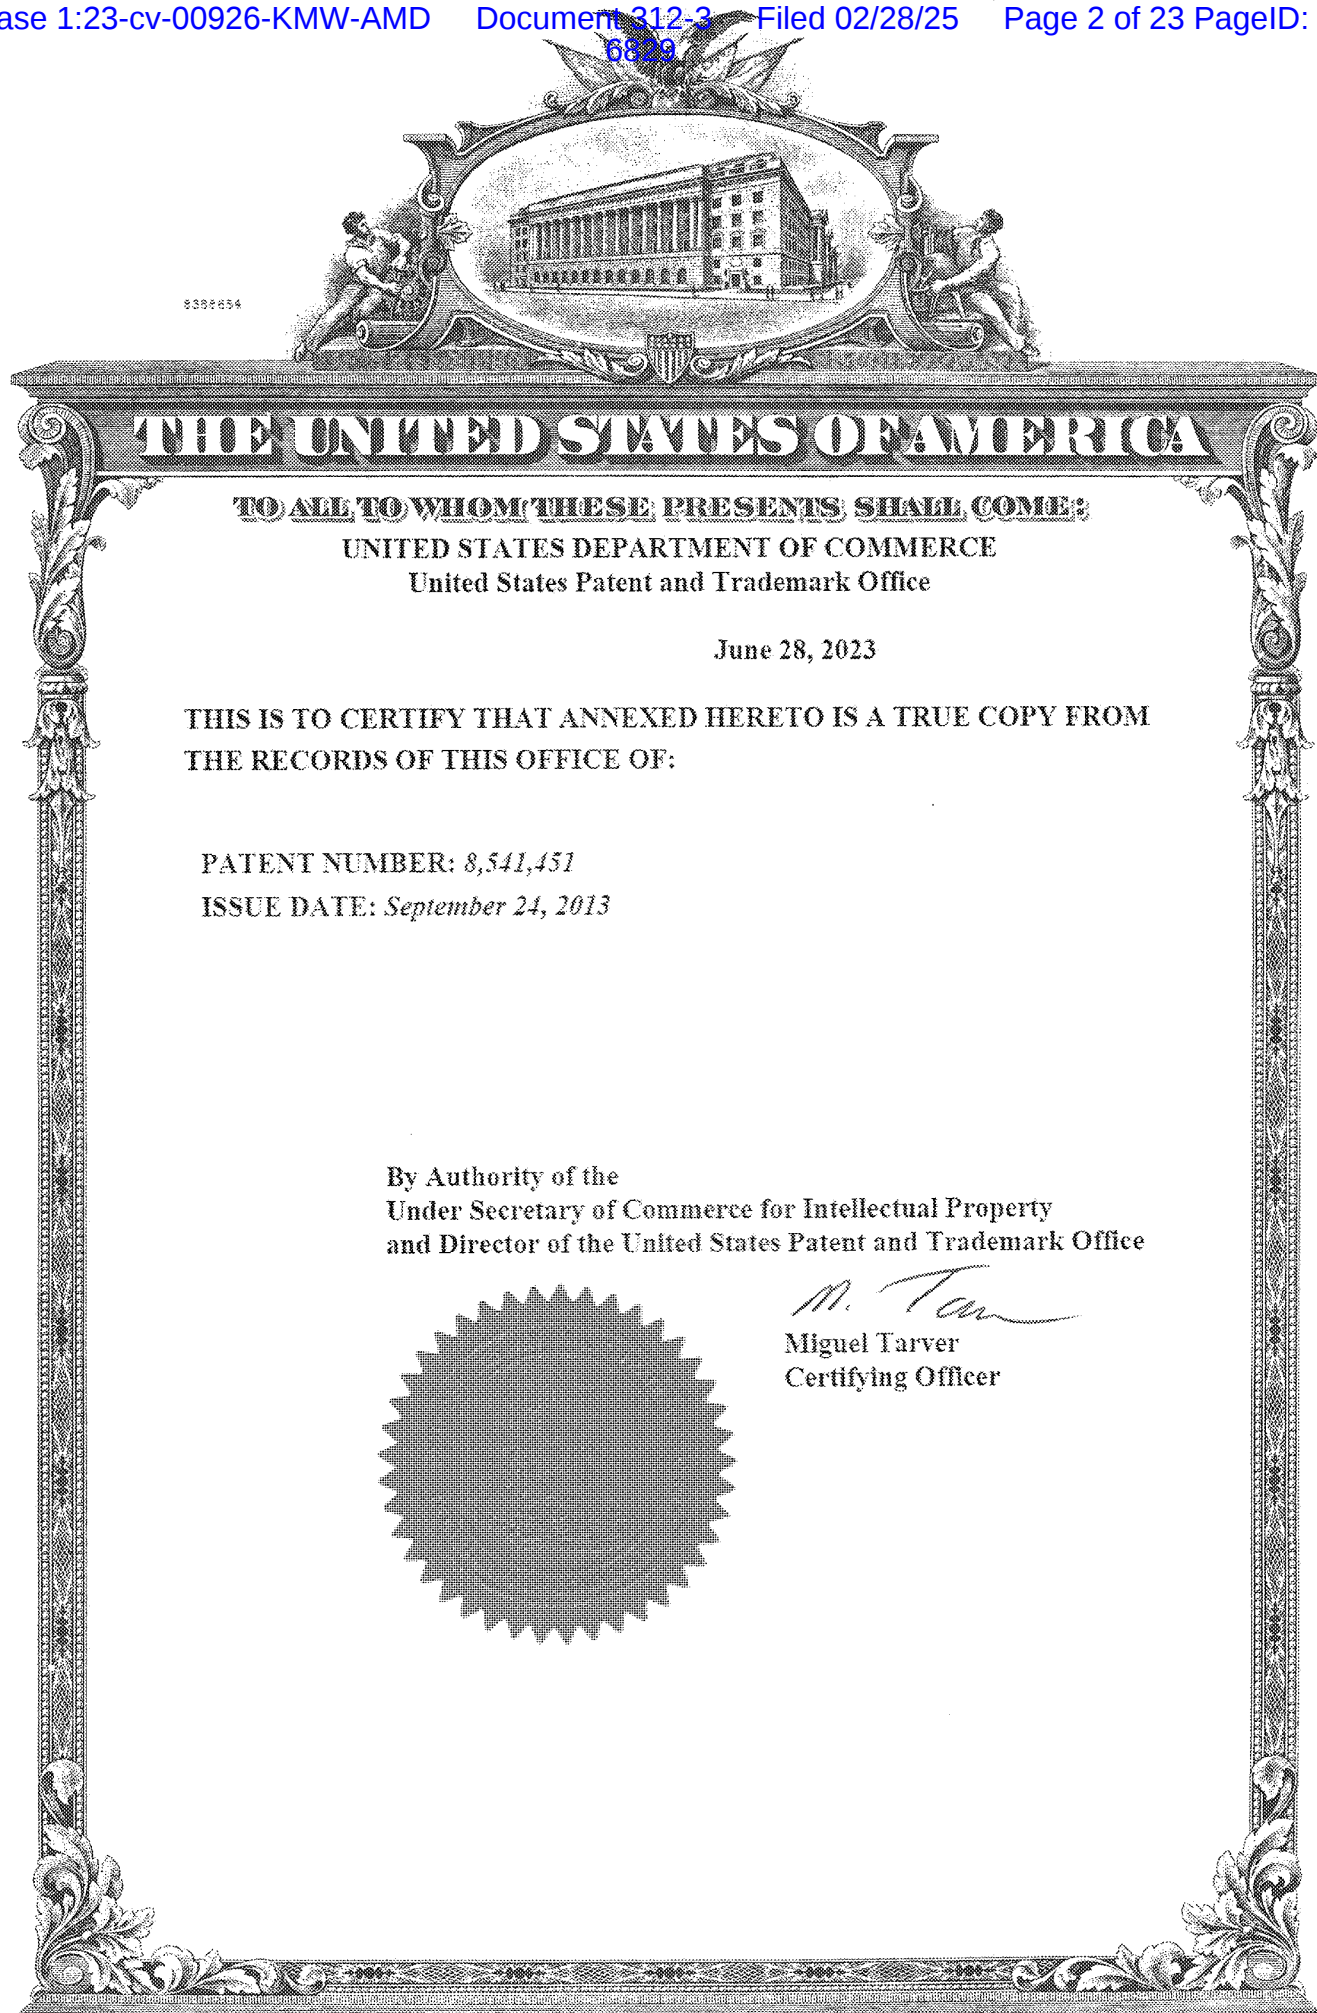 ase 1:23-cv-00926-KMW-AMD Document 312-3 Filed 02/28/25 Page 2 of 23 PageID:
6829
8388654
THE UNITED STATES OF AMERICA
TO ALL TO WHOM THESE PRESENTS SHALL COME:
UNITED STATES DEPARTMENT OF COMMERCE
United States Patent and Trademark Office
June 28, 2023
THIS IS TO CERTIFY THAT ANNEXED HERETO IS A TRUE COPY FROM
THE RECORDS OF THIS OFFICE OF:
PATENT NUMBER: 8,541,451
ISSUE DATE: September 24, 2013
By Authority of the
Under Secretary of Commerce for Intellectual Property
and Director of the United States Patent and Trademark Office
M. Tarver
Miguel Tarver
Certifying Officer